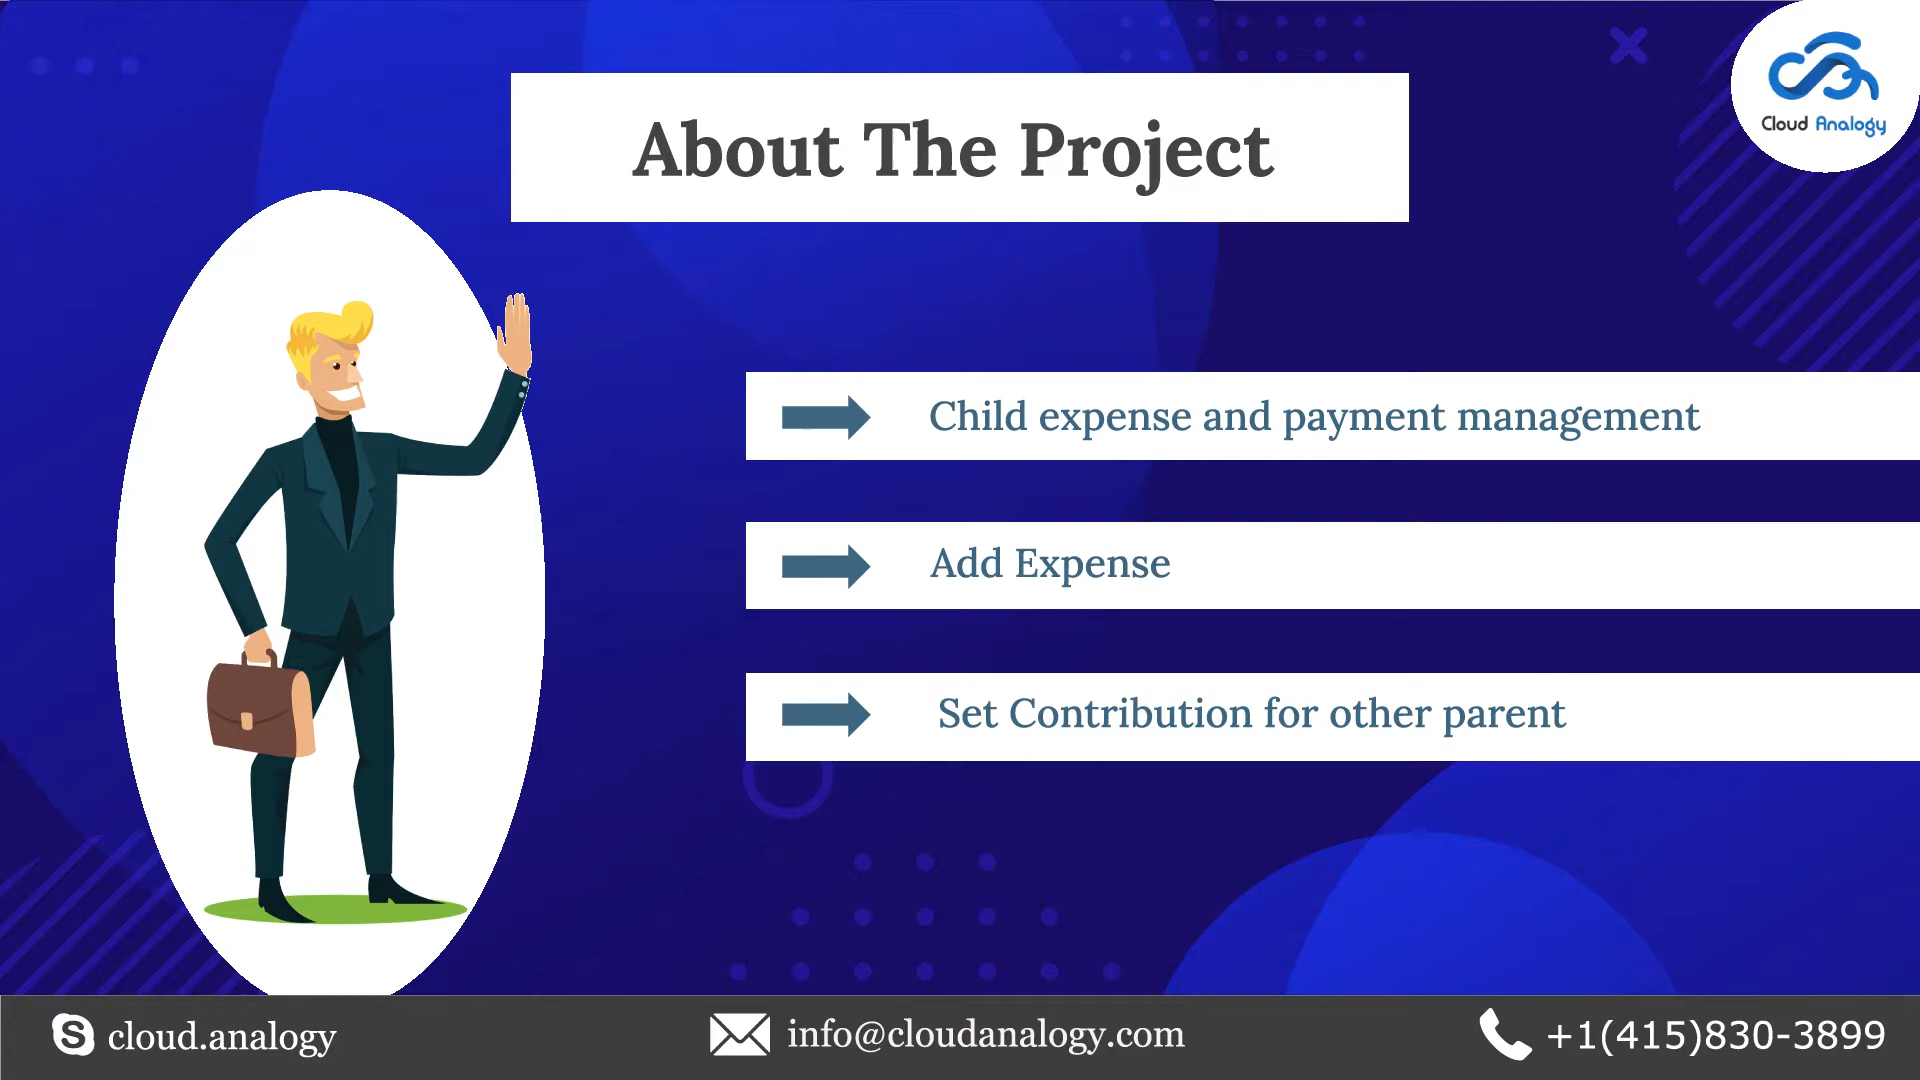 Cloud Analogy
About The Project
Child expense and payment management
Add Expense
Set Contribution for other parent
cloud.analogy
info@cloudanalogy.com
+1(415)830-3899